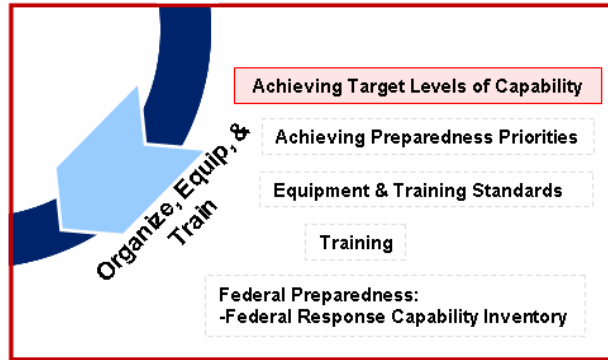 Achieving Target Levels of Capability
Achieving Preparedness Priorities
Organize, Equip, &
Train
Equipment & Training Standards
Training
Federal Preparedness:
-Federal Response Capability Inventory